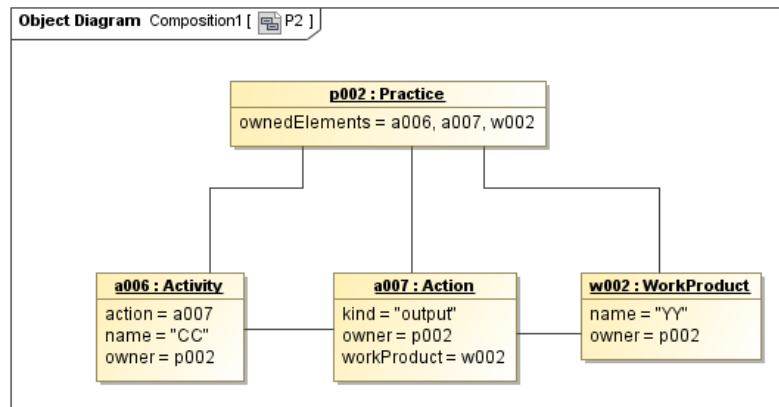 Object Diagram Composition1 [ P2 ]
p002 : Practice
ownedElements = a006, a007, w002
a006 : Activity
action = a007
name = "CC"
owner = p002
a007 : Action
kind = "output"
owner = p002
workProduct = w002
w002 : WorkProduct
name = "YY"
owner = p002